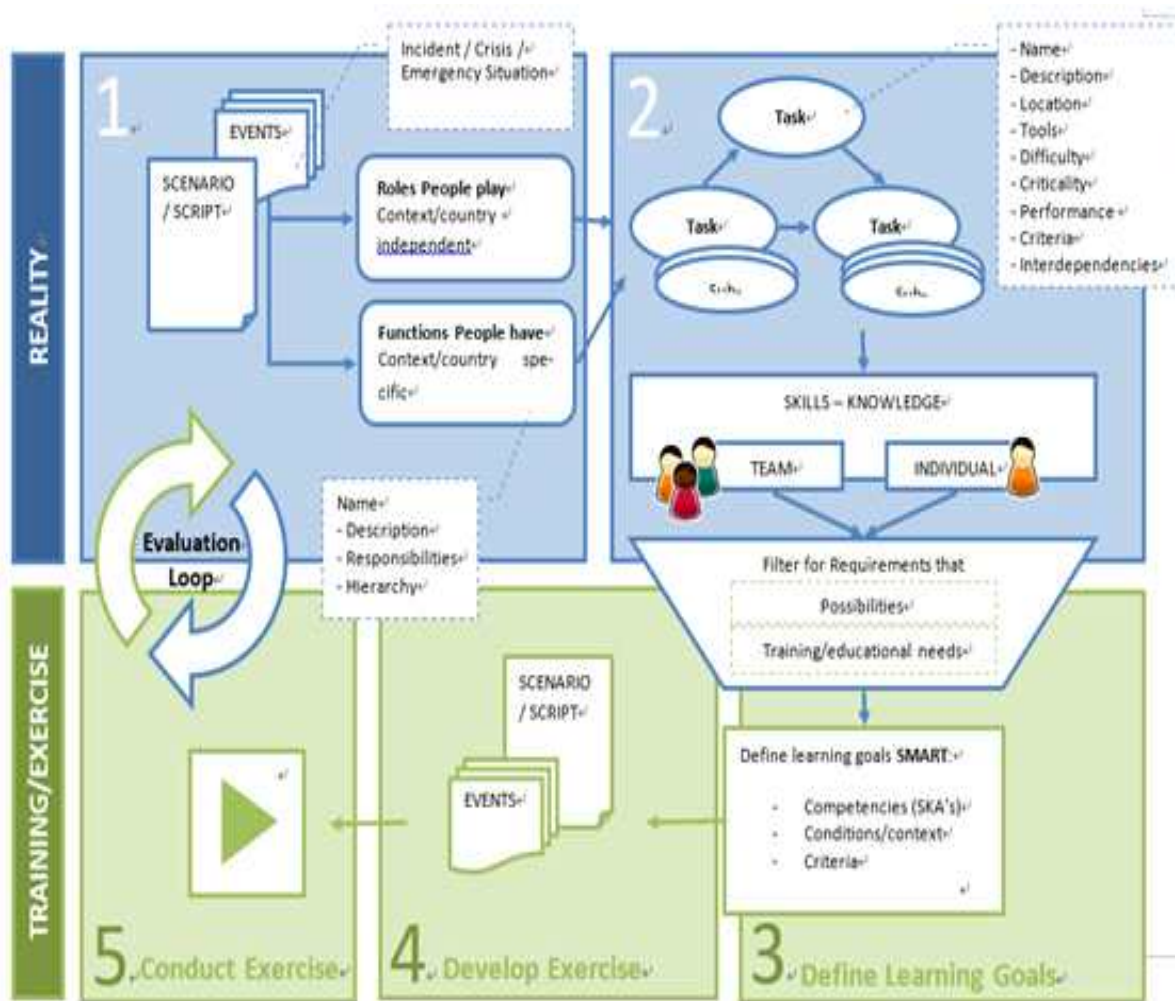 REALITY
1
Incident / Crisis /
Emergency Situation
EVENTS
SCENARIO
/ SCRIPT
Roles People play
Context/country
independent
Functions People have
Context/country spe-
cific
2
Task
Task
Task
- Name
- Description
- Location
- Tools
- Difficulty
- Criticality
- Performance
- Criteria
- Interdependencies
SKILLS – KNOWLEDGE
TEAM
INDIVIDUAL
Evaluation
Loop
Name
- Description
- Responsibilities
- Hierarchy
Filter for Requirements that
Possibilities
Training/educational needs
TRAINING/EXERCISE
Define learning goals SMART:
- Competencies (SKA's)
- Conditions/context
- Criteria
3. Define Learning Goals
SCENARIO
/ SCRIPT
EVENTS
4. Develop Exercise
5. Conduct Exercise